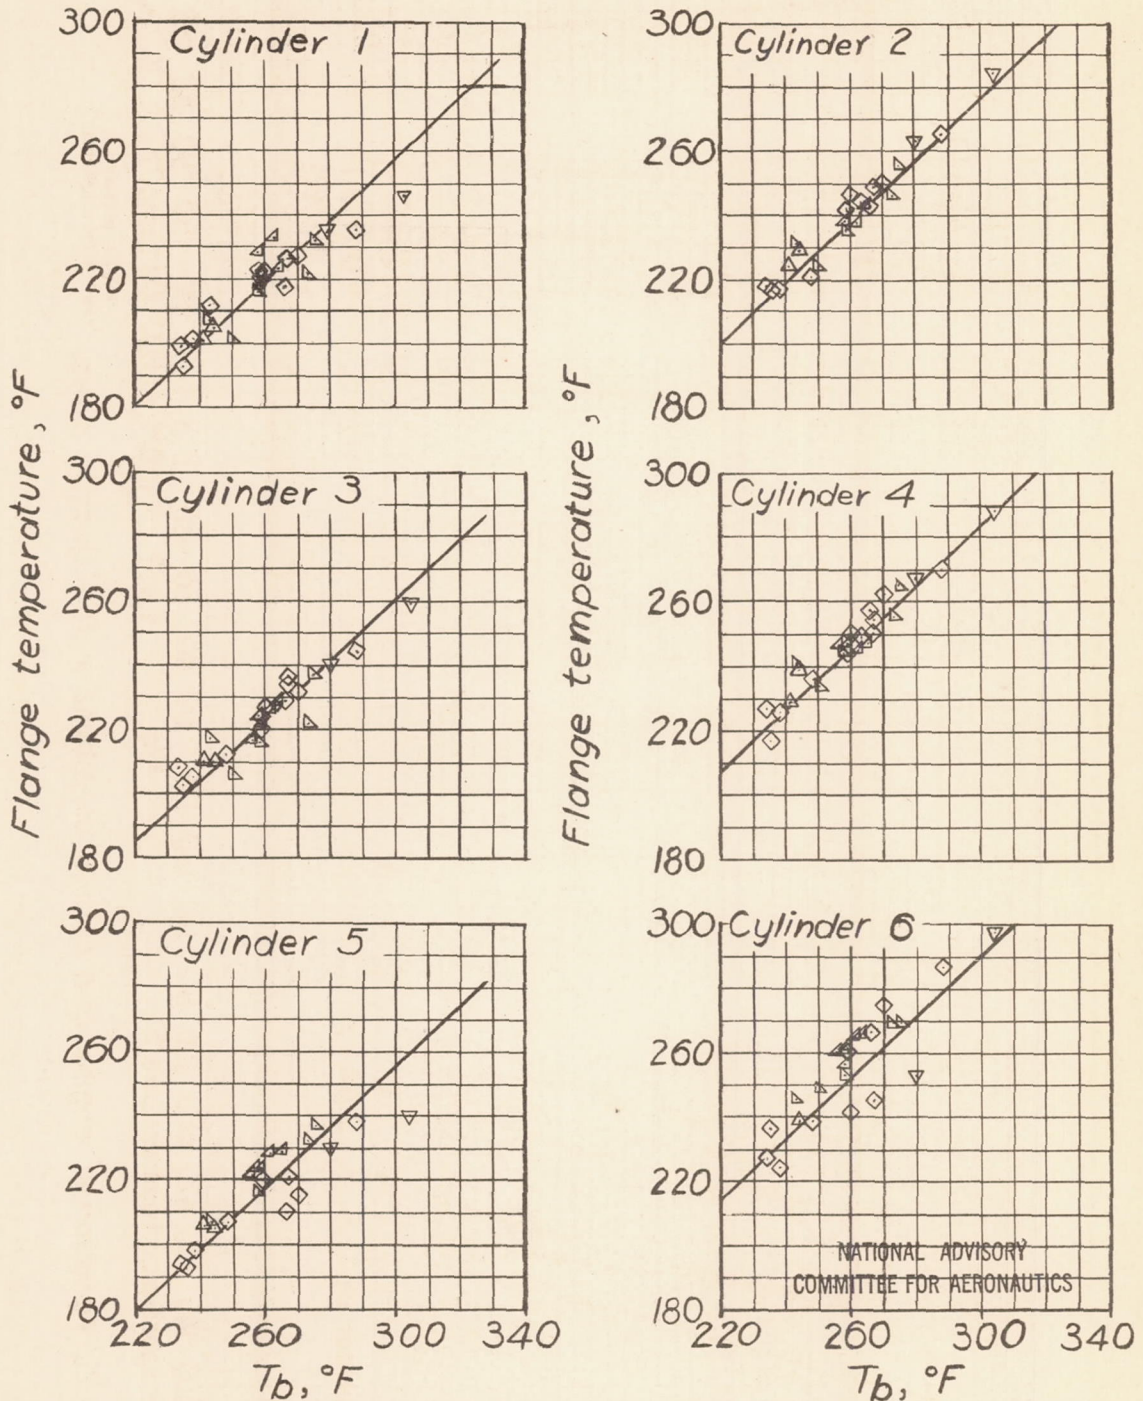 Cylinder 1
300
260
220
180
Cylinder 2
300
260
220
180
Flange temperature, °F
Flange temperature, °F
Cylinder 3
300
260
220
180
Cylinder 4
300
260
220
180
Cylinder 5
300
260
220
180
220 260 300 340
Tb, °F
Cylinder 6
300
260
220
180
NATIONAL ADVISORY
COMMITTEE FOR AERONAUTICS
220 260 300 340
Tb, °F